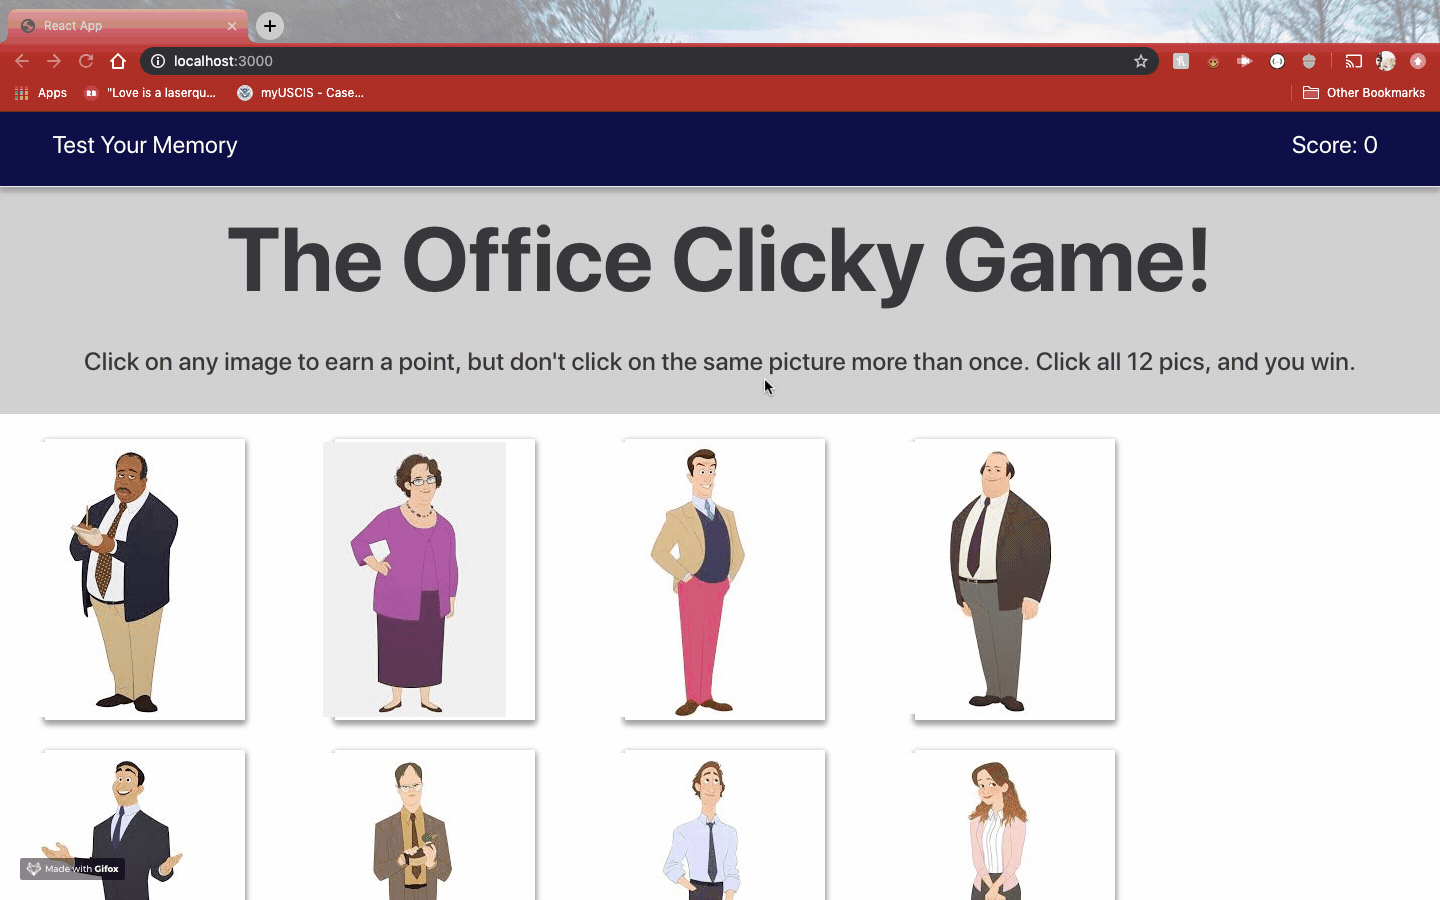 React App
localhost:3000
Apps
"Love is a laserqu...
myUSCIS - Case...
Other Bookmarks
Test Your Memory
Score: 0
The Office Clicky Game!
Click on any image to earn a point, but don't click on the same picture more than once. Click all 12 pics, and you win.
Made with Gifox